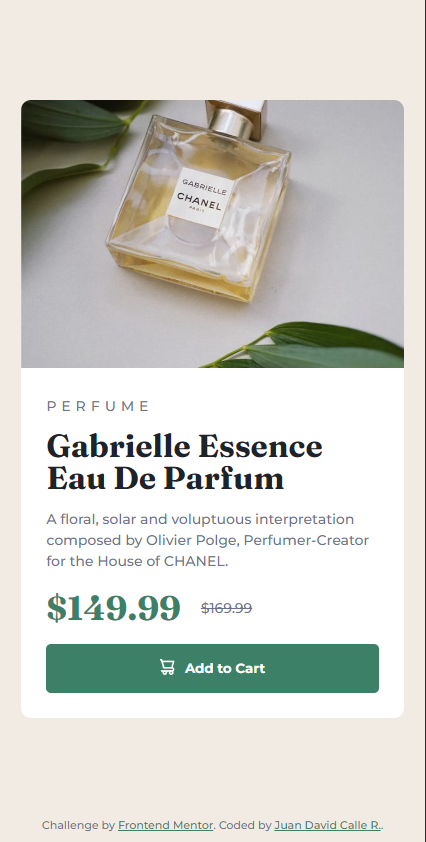 GABRIELLE
CHANEL
PARIS
PERFUME
Gabrielle Essence
Eau De Parfum
A floral, solar and voluptuous interpretation
composed by Olivier Polge, Perfumer-Creator
for the House of CHANEL.
$149.99 $169.99
Add to Cart
Challenge by Frontend Mentor. Coded by Juan David Calle R..